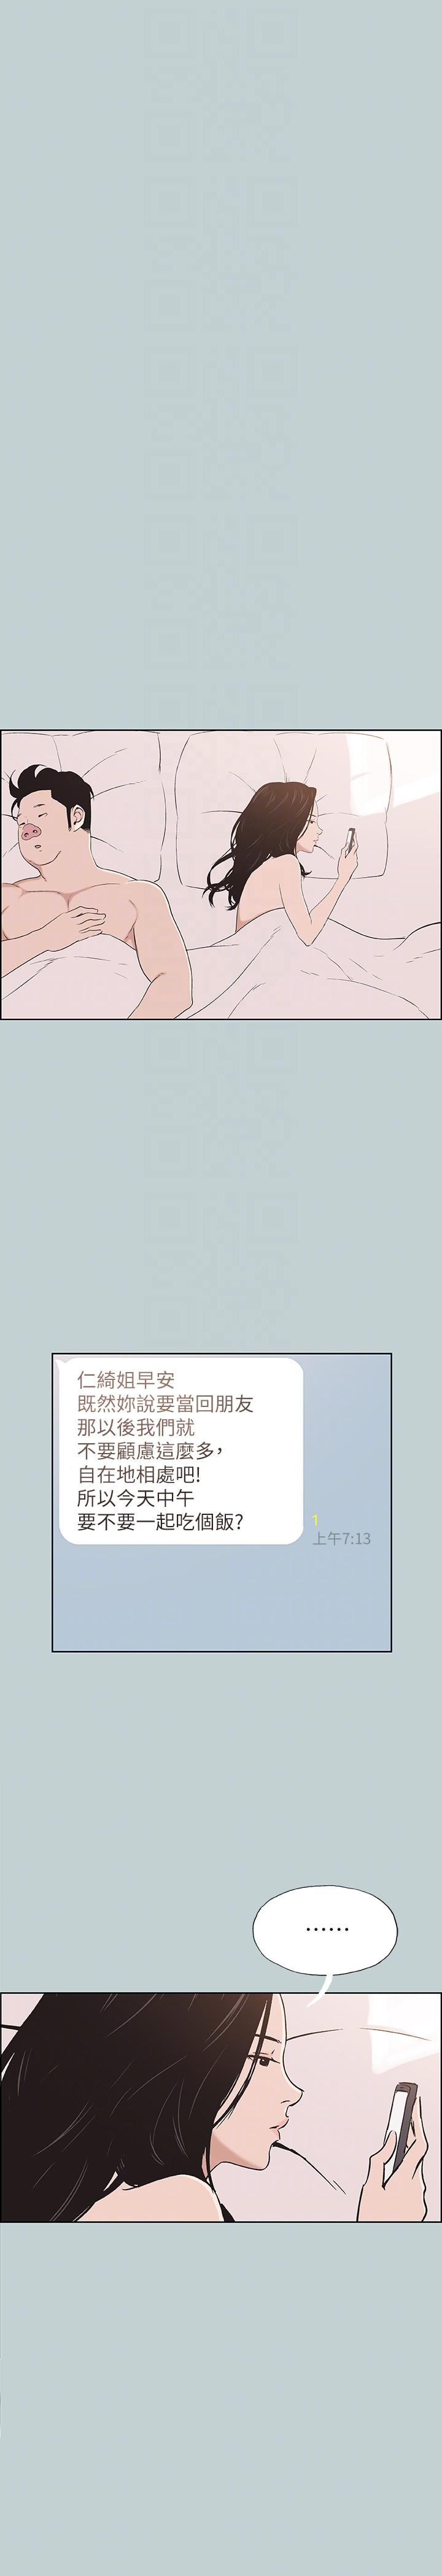 仁綺姐早安
既然妳說要當回朋友
那以後我們就
不要顧慮這麼多，
自在地相處吧!
所以今天中午
要不要一起吃個飯?
1
上午7:13
……